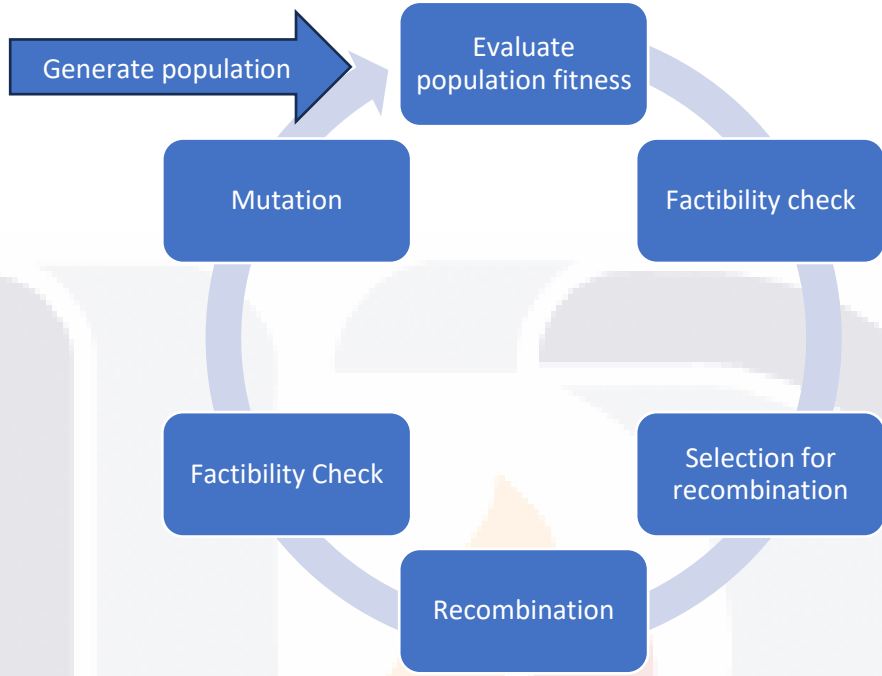 Generate population
Evaluate
population fitness
Factibility check
Selection for
recombination
Recombination
Factibility Check
Mutation